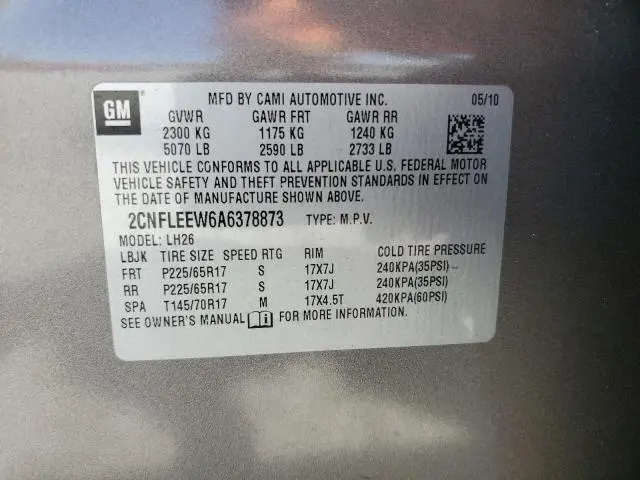 GM
MFD BY CAMI AUTOMOTIVE INC. 05/10
GVWR GAWR FRT GAWR RR
2300 KG 1175 KG 1240 KG
5070 LB 2590 LB 2733 LB
THIS VEHICLE CONFORMS TO ALL APPLICABLE U.S. FEDERAL MOTOR
VEHICLE SAFETY AND THEFT PREVENTION STANDARDS IN EFFECT ON
THE DATE OF MANUFACTURE SHOWN ABOVE.
2CNFLEEW6A6378873 TYPE: M.P.V.
MODEL: LH26
LBJK TIRE SIZE SPEED RTG RIM COLD TIRE PRESSURE
FRT P225/65R17 S 17X7J 240KPA(35PSI)
RR P225/65R17 S 17X7J 240KPA(35PSI)
SPA T145/70R17 M 17X4.5T 420KPA(60PSI)
SEE OWNER'S MANUAL FOR MORE INFORMATION.